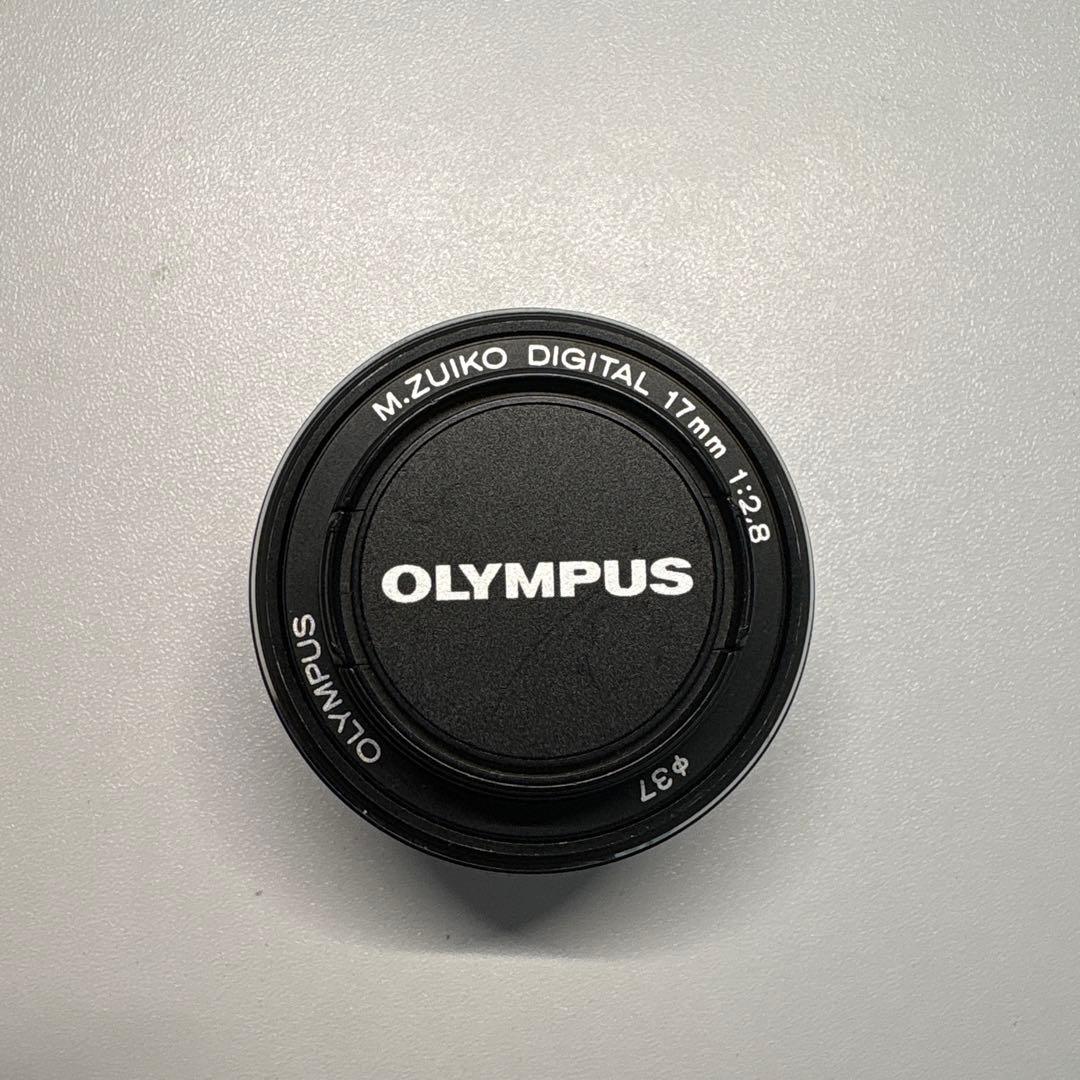 M.ZUIKO DIGITAL 17mm 1:2.8
OLYMPUS
OLYMPUS
ϕ37